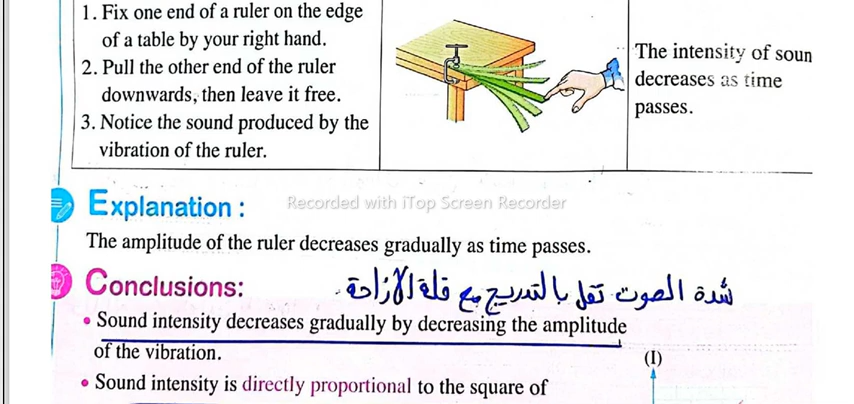 1. Fix one end of a ruler on the edge
of a table by your right hand.
2. Pull the other end of the ruler
downwards, then leave it free.
3. Notice the sound produced by the
vibration of the ruler.
The intensity of soun
decreases as time
passes.
Explanation :
Recorded with iTop Screen Recorder
The amplitude of the ruler decreases gradually as time passes.
Conclusions:
شدة الصوت تقل بالتدريج مع قلة الإزاحة.
• Sound intensity decreases gradually by decreasing the amplitude
of the vibration.
(I)
• Sound intensity is directly proportional to the square of